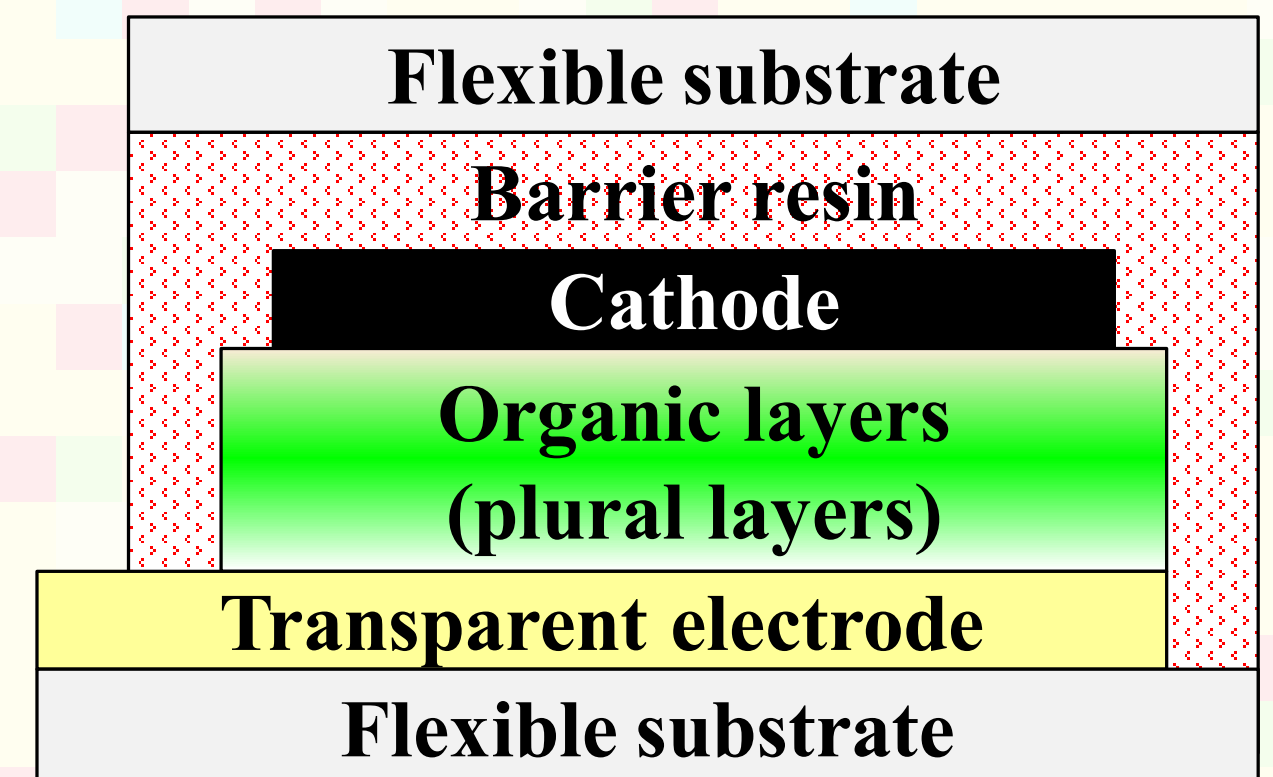 Flexible substrate
Barrier resin
Cathode
Organic layers
(plural layers)
Transparent electrode
Flexible substrate